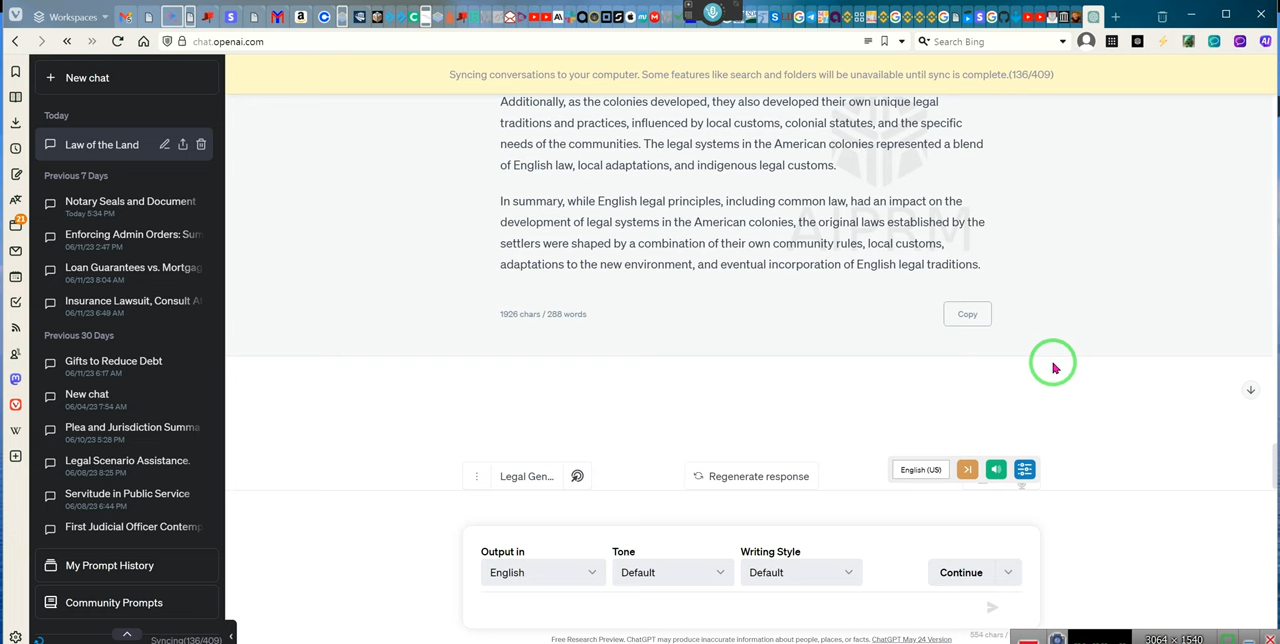 Workspaces
chat.openai.com
Search Bing
New chat
Syncing conversations to your computer. Some features like search and folders will be unavailable until sync is complete.(136/409)
Today
Law of the Land
Previous 7 Days
Notary Seals and Document
Today 5:34 PM
Enforcing Admin Orders: Sum
06/11/23 2:47 PM
Loan Guarantees vs. Mortgag
06/11/23 8:04 AM
Insurance Lawsuit, Consult A
06/11/23 6:49 AM
Previous 30 Days
Gifts to Reduce Debt
06/11/23 6:17 AM
New chat
06/04/23 7:54 AM
Plea and Jurisdiction Summa
06/10/23 5:28 PM
Legal Scenario Assistance.
06/08/23 8:25 PM
Servitude in Public Service
06/08/23 6:44 PM
First Judicial Officer Contemp
My Prompt History
Community Prompts
Syncing(136/409)
21
Additionally, as the colonies developed, they also developed their own unique legal
traditions and practices, influenced by local customs, colonial statutes, and the specific
needs of the communities. The legal systems in the American colonies represented a blend
of English law, local adaptations, and indigenous legal customs.
In summary, while English legal principles, including common law, had an impact on the
development of legal systems in the American colonies, the original laws established by the
settlers were shaped by a combination of their own community rules, local customs,
adaptations to the new environment, and eventual incorporation of English legal traditions.
AIPRM
1926 chars / 288 words
Copy
Legal Gen...
Regenerate response
English (US)
Output in
Tone
Writing Style
English
Default
Default
Continue
554 chars /
Free Research Preview. ChatGPT may produce inaccurate information about people, places, or facts. ChatGPT May 24 Version
3064 × 1540